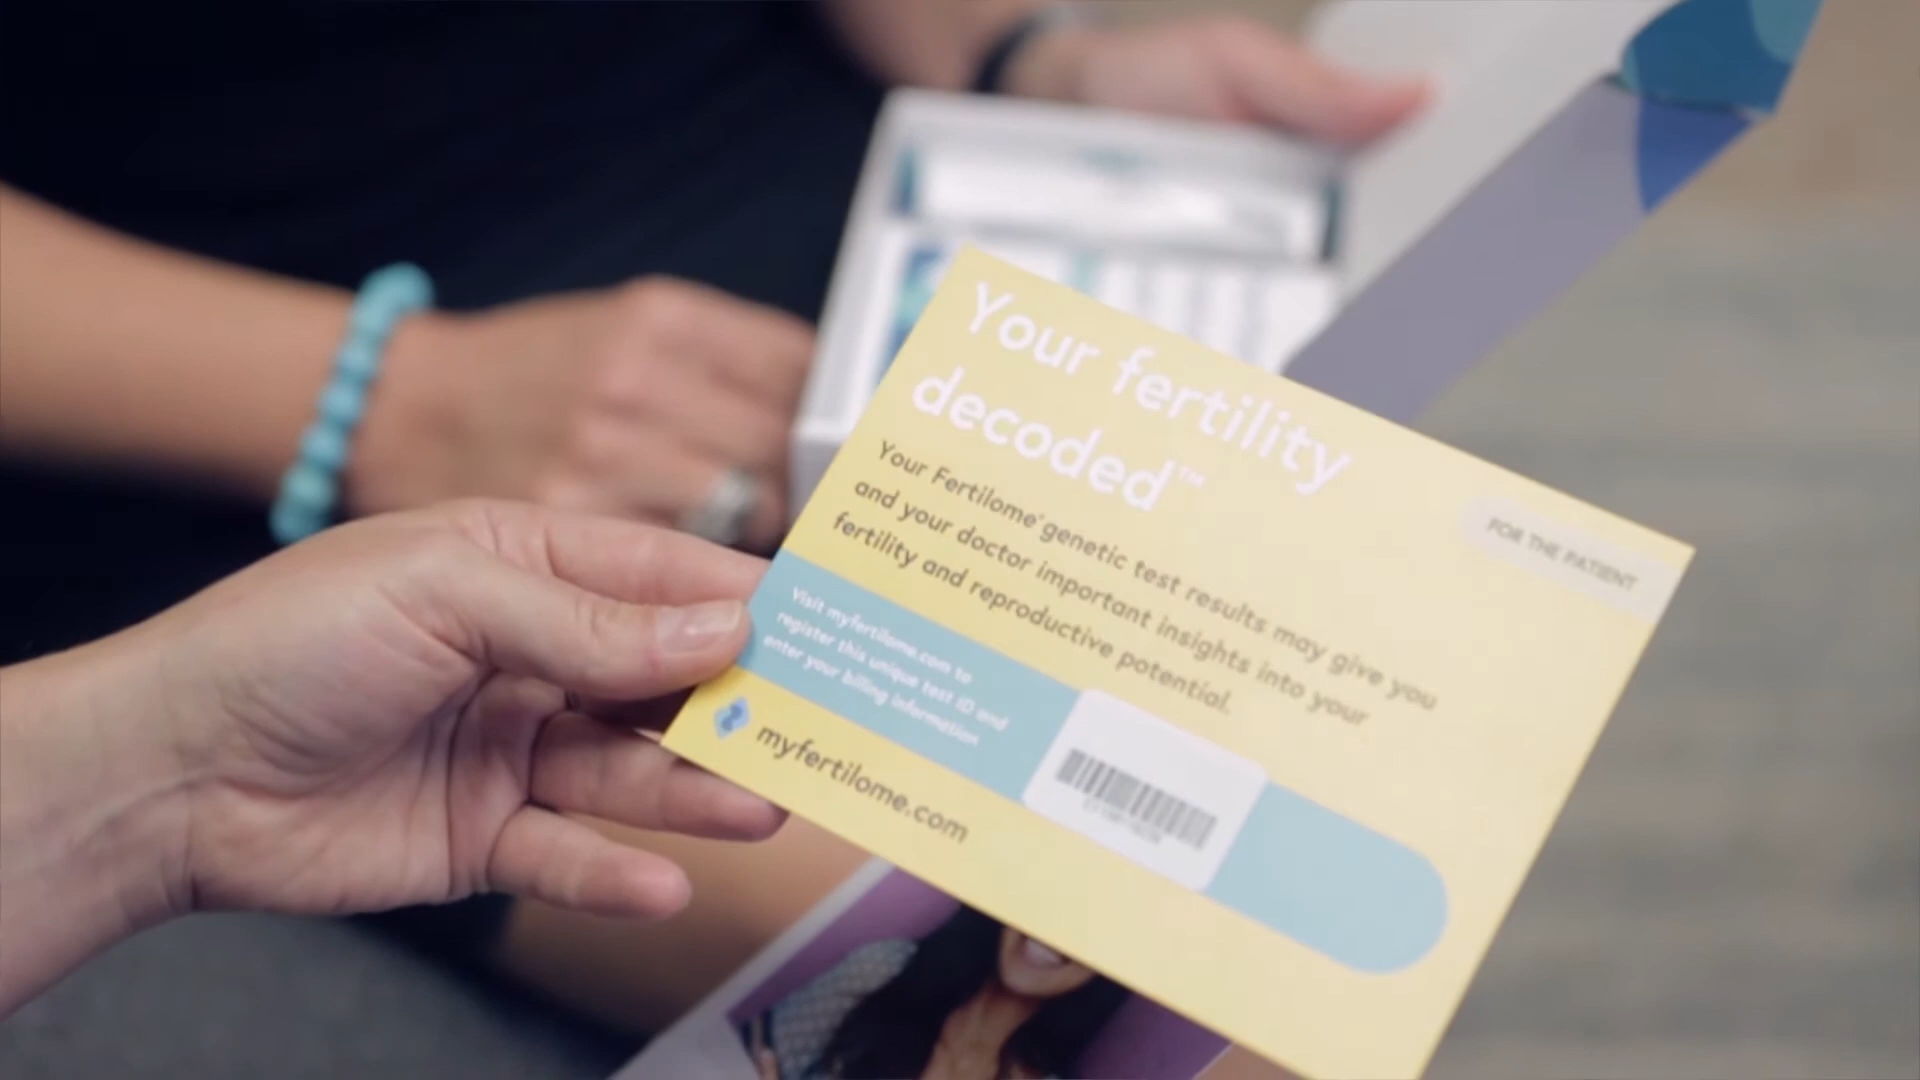 Your fertility
decoded™
FOR THE PATIENT
Your Fertilome® genetic test results may give you
and your doctor important insights into your
fertility and reproductive potential.
Visit myfertilome.com to
register this unique test ID and
enter your billing information
myfertilome.com